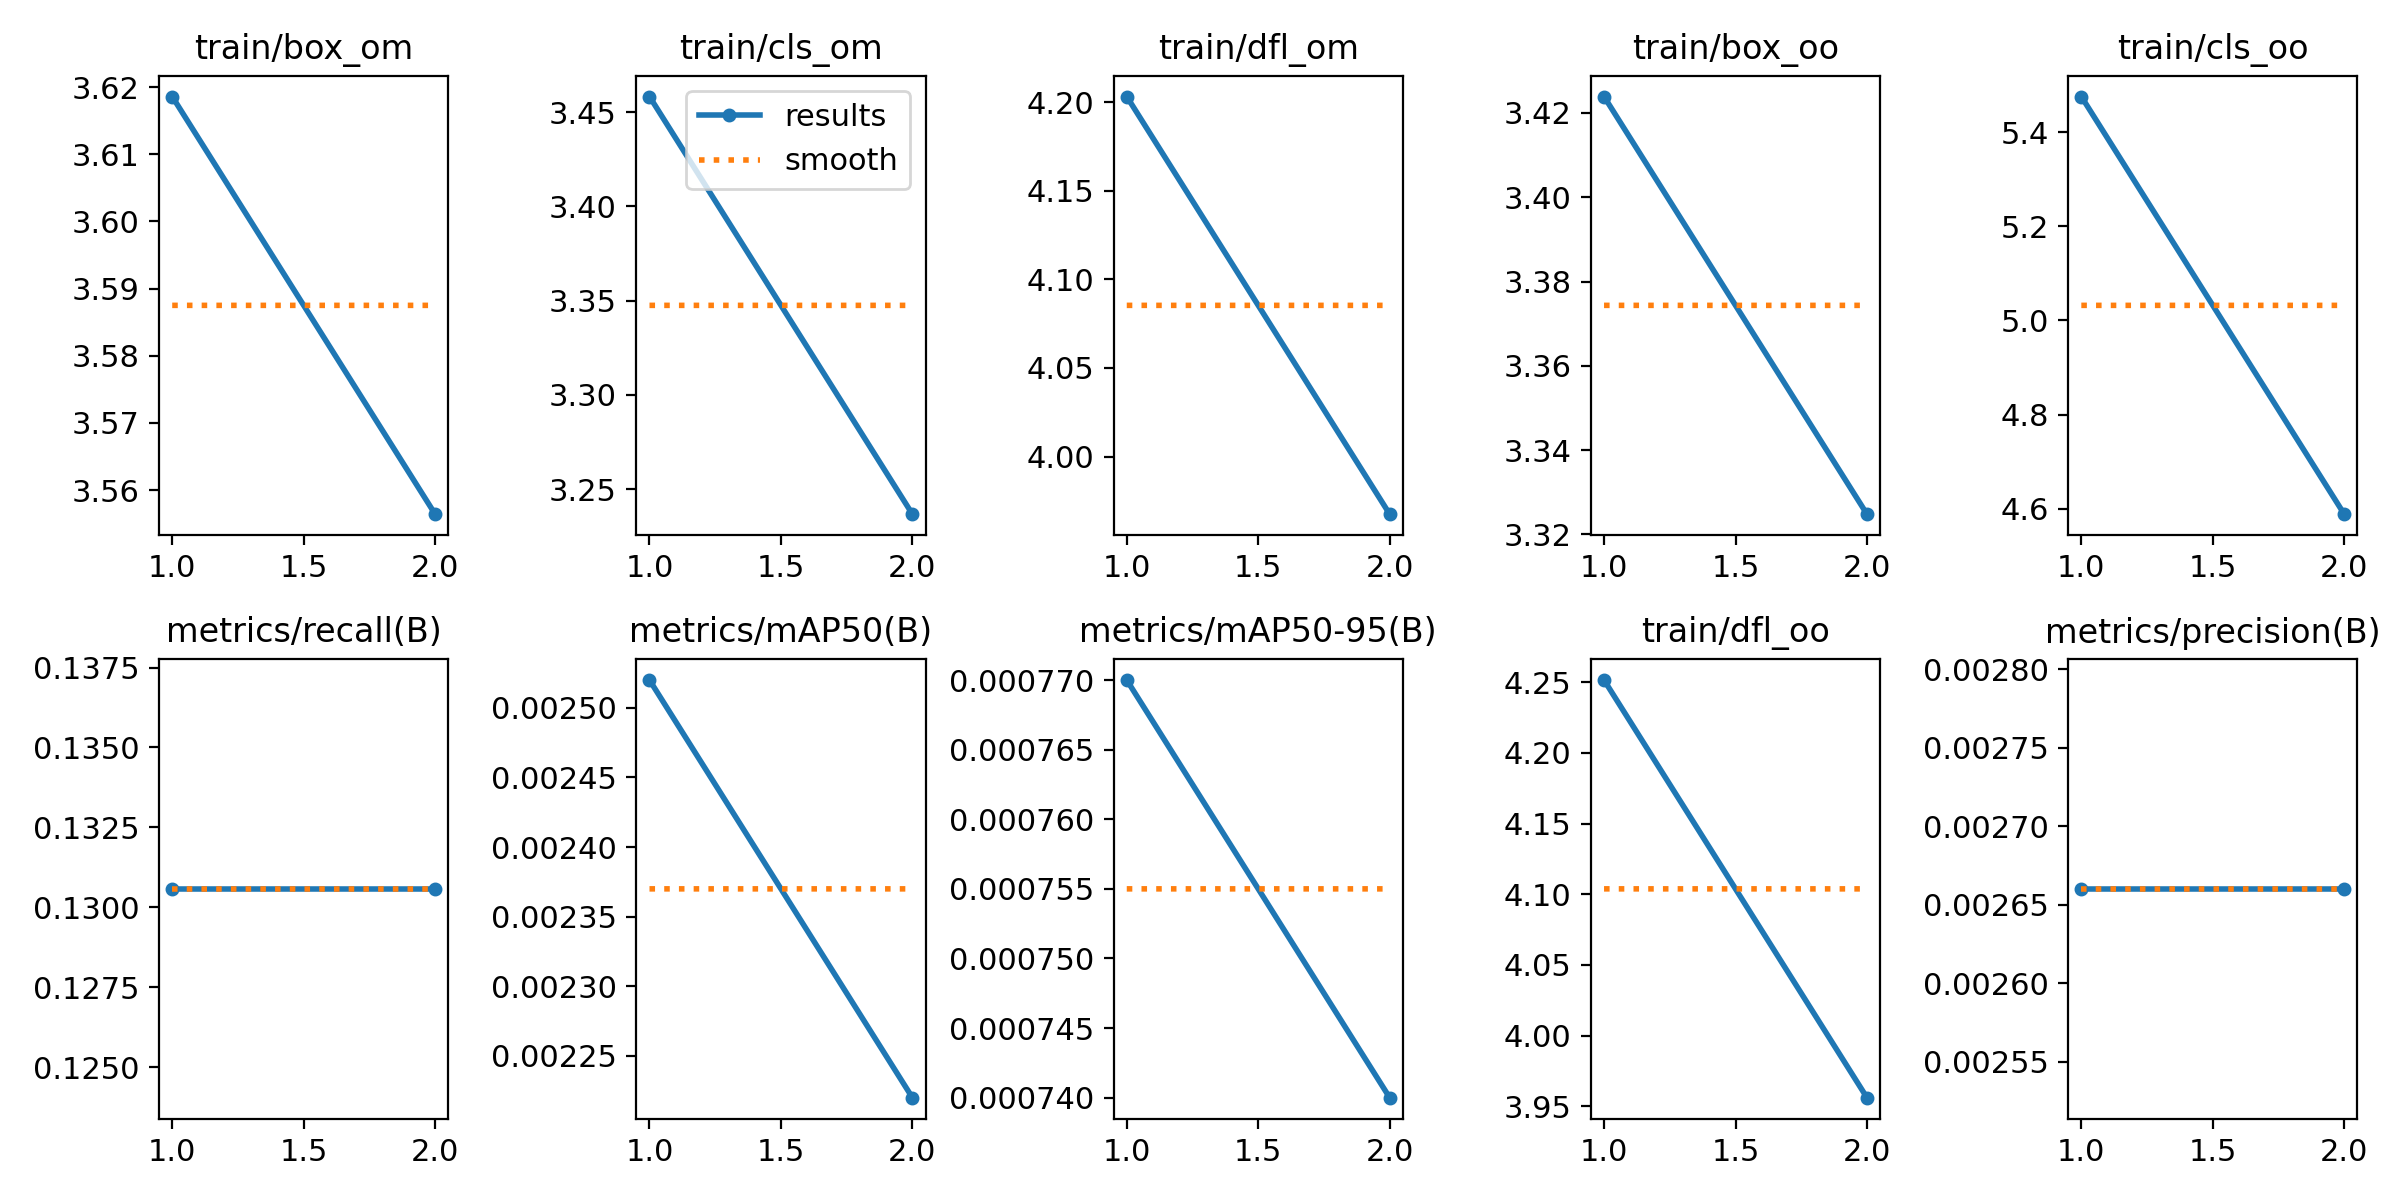 train/box_om
3.62
3.61
3.60
3.59
3.58
3.57
3.56
1.0 1.5 2.0
train/cls_om
results
smooth
3.45
3.40
3.35
3.30
3.25
1.0 1.5 2.0
train/dfl_om
4.20
4.15
4.10
4.05
4.00
1.0 1.5 2.0
train/box_oo
3.42
3.40
3.38
3.36
3.34
3.32
1.0 1.5 2.0
train/cls_oo
5.4
5.2
5.0
4.8
4.6
1.0 1.5 2.0
metrics/recall(B)
0.1375
0.1350
0.1325
0.1300
0.1275
0.1250
1.0 1.5 2.0
metrics/mAP50(B)
0.00250
0.00245
0.00240
0.00235
0.00230
0.00225
1.0 1.5 2.0
metrics/mAP50-95(B)
0.000770
0.000765
0.000760
0.000755
0.000750
0.000745
0.000740
1.0 1.5 2.0
train/dfl_oo
4.25
4.20
4.15
4.10
4.05
4.00
3.95
1.0 1.5 2.0
metrics/precision(B)
0.00280
0.00275
0.00270
0.00265
0.00260
0.00255
1.0 1.5 2.0